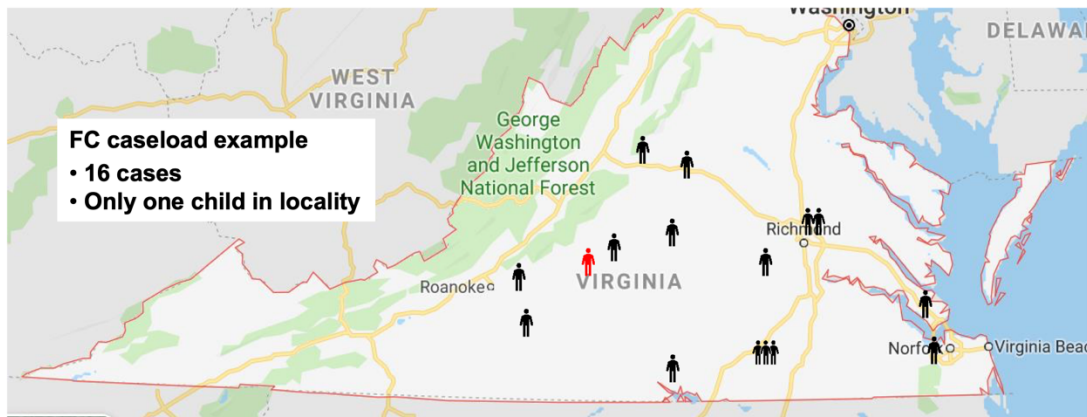 Washington
DELAWA
WEST
VIRGINIA
FC caseload example
• 16 cases
• Only one child in locality
George
Washington
and Jefferson
National Forest
Richmond
Roanoke
VIRGINIA
Norfolk
Virginia Beac